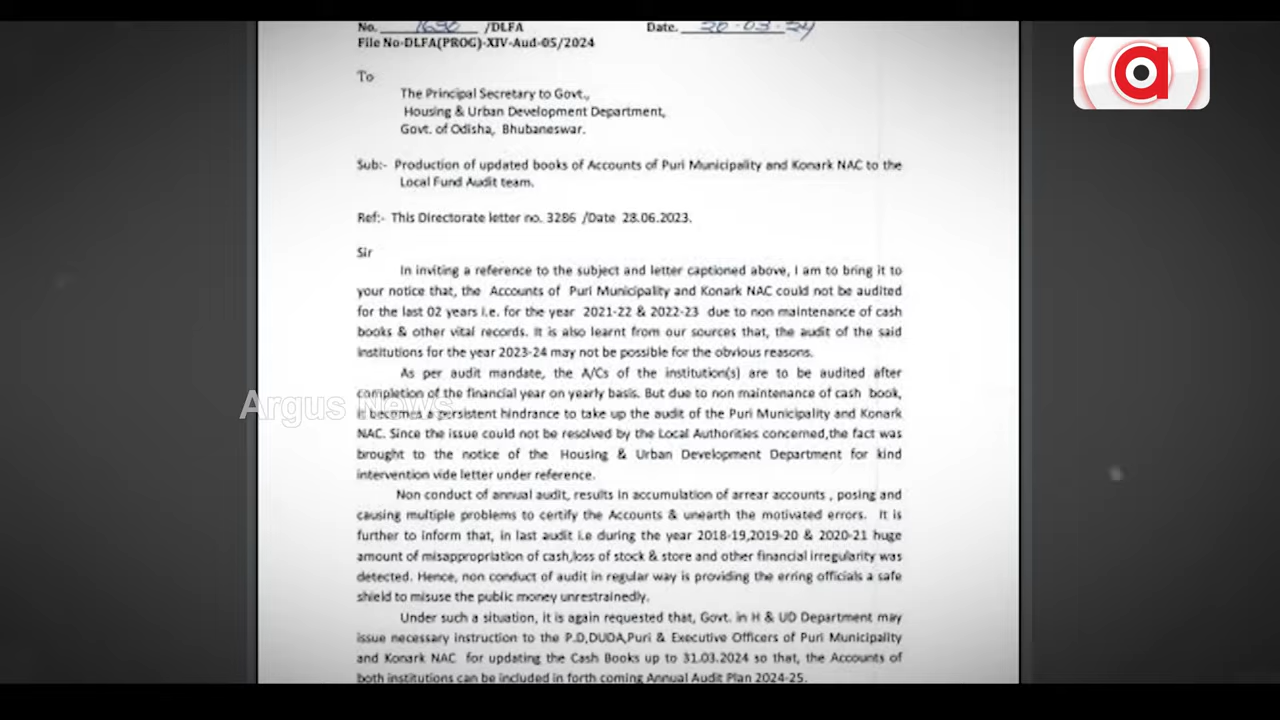 No. 1690 /DLFA Date. 20-03-24
File No-DLFA(PROG)-XIV-Aud-05/2024
To
The Principal Secretary to Govt.,
Housing & Urban Development Department,
Govt. of Odisha, Bhubaneswar.
Sub:- Production of updated books of Accounts of Puri Municipality and Konark NAC to the
Local Fund Audit team.
Ref:- This Directorate letter no. 3286 /Date 28.06.2023.
Sir
In inviting a reference to the subject and letter captioned above, I am to bring it to
your notice that, the Accounts of Puri Municipality and Konark NAC could not be audited
for the last 02 years i.e. for the year 2021-22 & 2022-23 due to non maintenance of cash
books & other vital records. It is also learnt from our sources that, the audit of the said
institutions for the year 2023-24 may not be possible for the obvious reasons.
As per audit mandate, the A/Cs of the institution(s) are to be audited after
completion of the financial year on yearly basis. But due to non maintenance of cash book,
it becomes a persistent hindrance to take up the audit of the Puri Municipality and Konark
NAC. Since the issue could not be resolved by the Local Authorities concerned,the fact was
brought to the notice of the Housing & Urban Development Department for kind
intervention vide letter under reference.
Non conduct of annual audit, results in accumulation of arrear accounts , posing and
causing multiple problems to certify the Accounts & unearth the motivated errors. It is
further to inform that, in last audit i.e during the year 2018-19,2019-20 & 2020-21 huge
amount of misappropriation of cash,loss of stock & store and other financial irregularity was
detected. Hence, non conduct of audit in regular way is providing the erring officials a safe
shield to misuse the public money unrestrainedly.
Under such a situation, it is again requested that, Govt. in H & UD Department may
issue necessary instruction to the P.D,DUDA,Puri & Executive Officers of Puri Municipality
and Konark NAC for updating the Cash Books up to 31.03.2024 so that, the Accounts of
both institutions can be included in forth coming Annual Audit Plan 2024-25.
Argus News
a